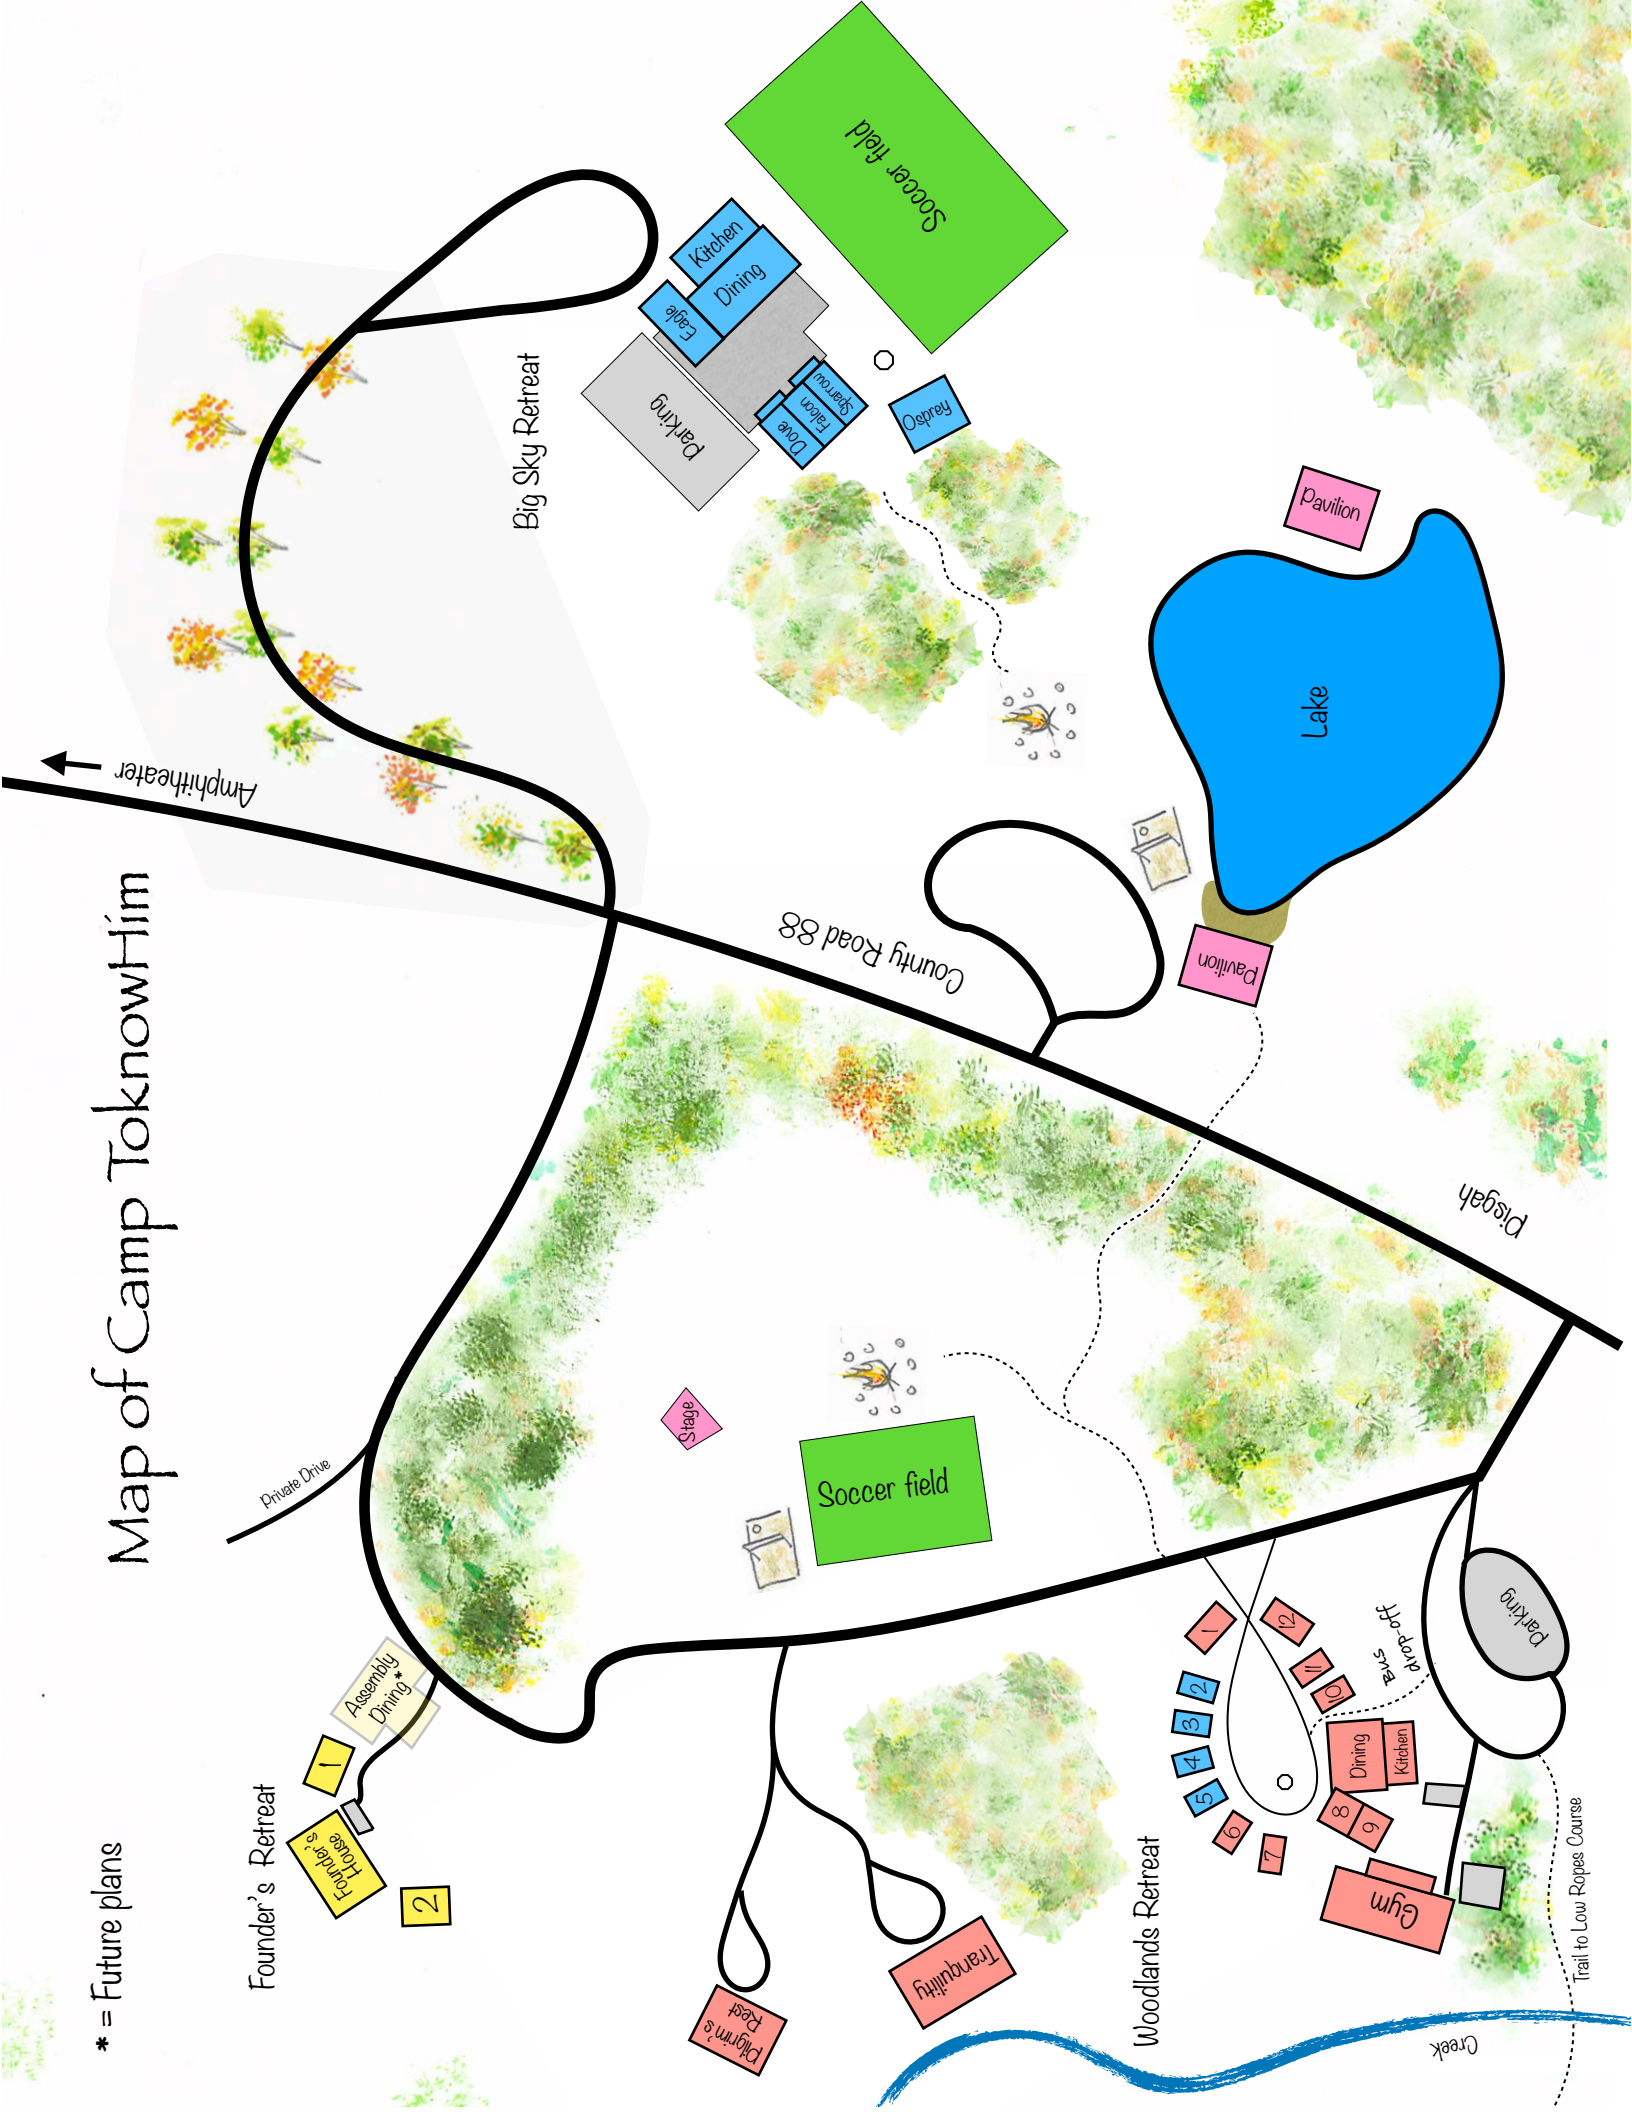 Map of Camp ToknowHim
* = Future plans
Founder's Retreat
Founder's
House
1
2
Assembly
Dining*
Private Drive
Amphitheater
Big Sky Retreat
Kitchen
Dining
Eagle
Parking
Dove
Falcon
Sparrow
Osprey
Soccer field
County Road 88
Pavilion
Lake
Pavilion
Pisgah
Stage
Soccer field
Pilgrim's
Rest
Tranquility
Woodlands Retreat
1
2
3
4
5
6
7
8
9
10
11
12
Dining
Kitchen
Gym
Bus
drop-off
Parking
Trail to Low Ropes Course
Creek